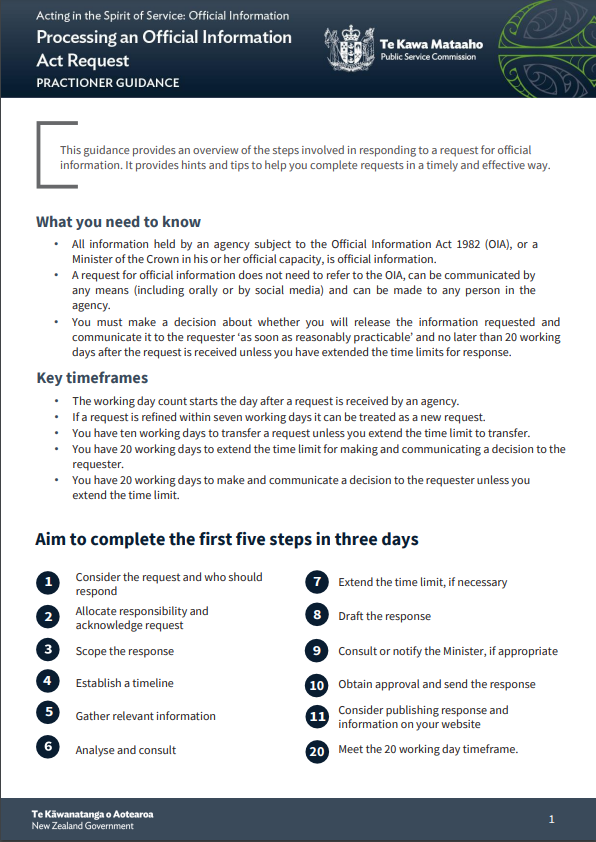 Acting in the Spirit of Service: Official Information
Processing an Official Information
Act Request
PRACTIONER GUIDANCE
Te Kawa Mataaho
Public Service Commission
This guidance provides an overview of the steps involved in responding to a request for official
information. It provides hints and tips to help you complete requests in a timely and effective way.
What you need to know
• All information held by an agency subject to the Official Information Act 1982 (OIA), or a
Minister of the Crown in his or her official capacity, is official information.
• A request for official information does not need to refer to the OIA, can be communicated by
any means (including orally or by social media) and can be made to any person in the
agency.
• You must make a decision about whether you will release the information requested and
communicate it to the requester ‘as soon as reasonably practicable’ and no later than 20 working
days after the request is received unless you have extended the time limits for response.
Key timeframes
• The working day count starts the day after a request is received by an agency.
• If a request is refined within seven working days it can be treated as a new request.
• You have ten working days to transfer a request unless you extend the time limit to transfer.
• You have 20 working days to extend the time limit for making and communicating a decision to the
requester.
• You have 20 working days to make and communicate a decision to the requester unless you
extend the time limit.
Aim to complete the first five steps in three days
1 Consider the request and who should
respond
2 Allocate responsibility and
acknowledge request
3 Scope the response
4 Establish a timeline
5 Gather relevant information
6 Analyse and consult
7 Extend the time limit, if necessary
8 Draft the response
9 Consult or notify the Minister, if appropriate
10 Obtain approval and send the response
11 Consider publishing response and
information on your website
20 Meet the 20 working day timeframe.
Te Kāwanatanga o Aotearoa
New Zealand Government
1